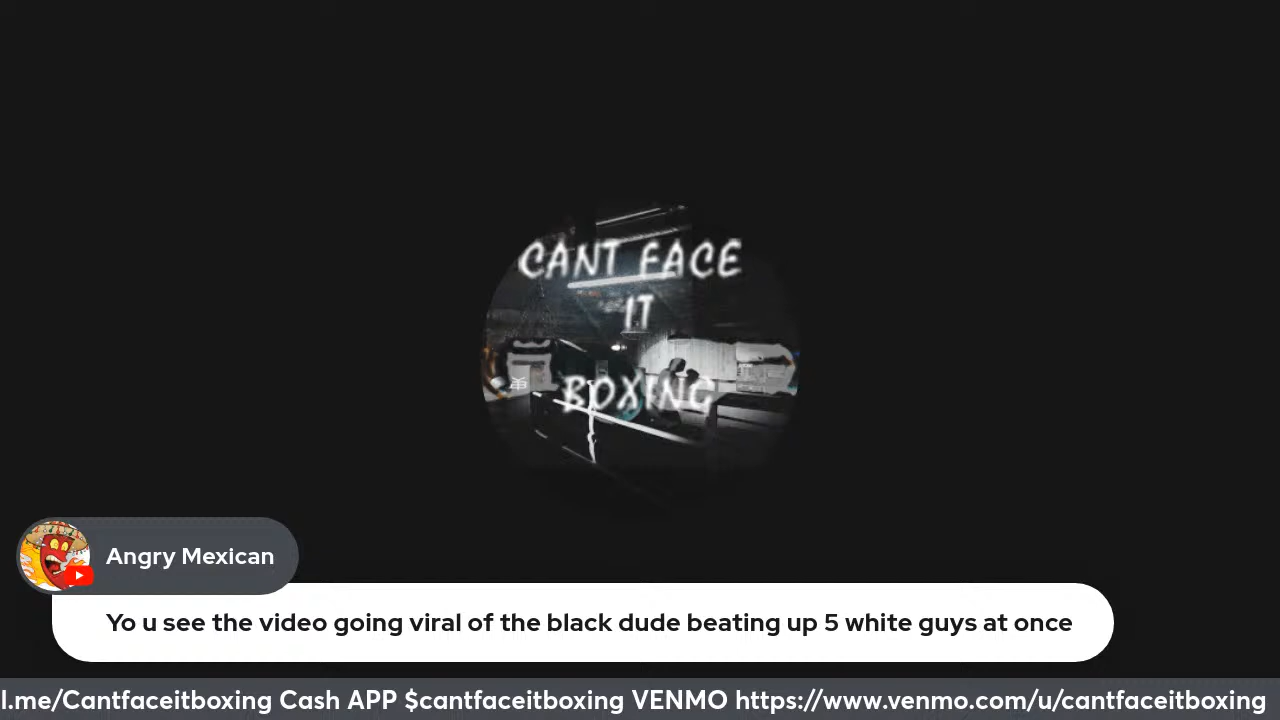 CANT FACE
IT
BOXING
Angry Mexican
Yo u see the video going viral of the black dude beating up 5 white guys at once
l.me/Cantfaceitboxing Cash APP $cantfaceitboxing VENMO https://www.venmo.com/u/cantfaceitboxing